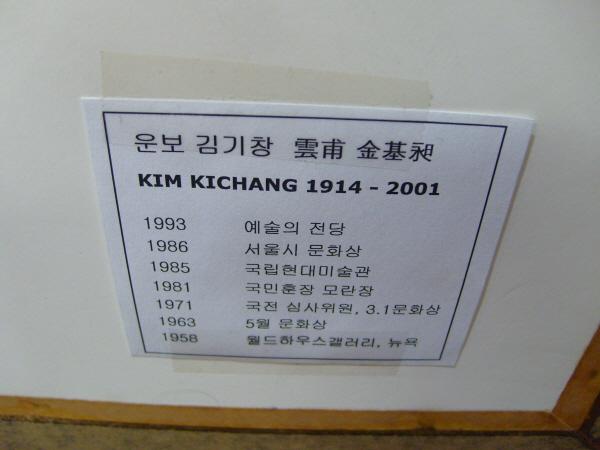 운보 김기창 雲甫 金基昶
KIM KICHANG 1914 - 2001
1993 예술의 전당
1986 서울시 문화상
1985 국립현대미술관
1981 국민훈장 모란장
1971 국전 심사위원, 3.1문화상
1963 5월 문화상
1958 월드하우스갤러리, 뉴욕